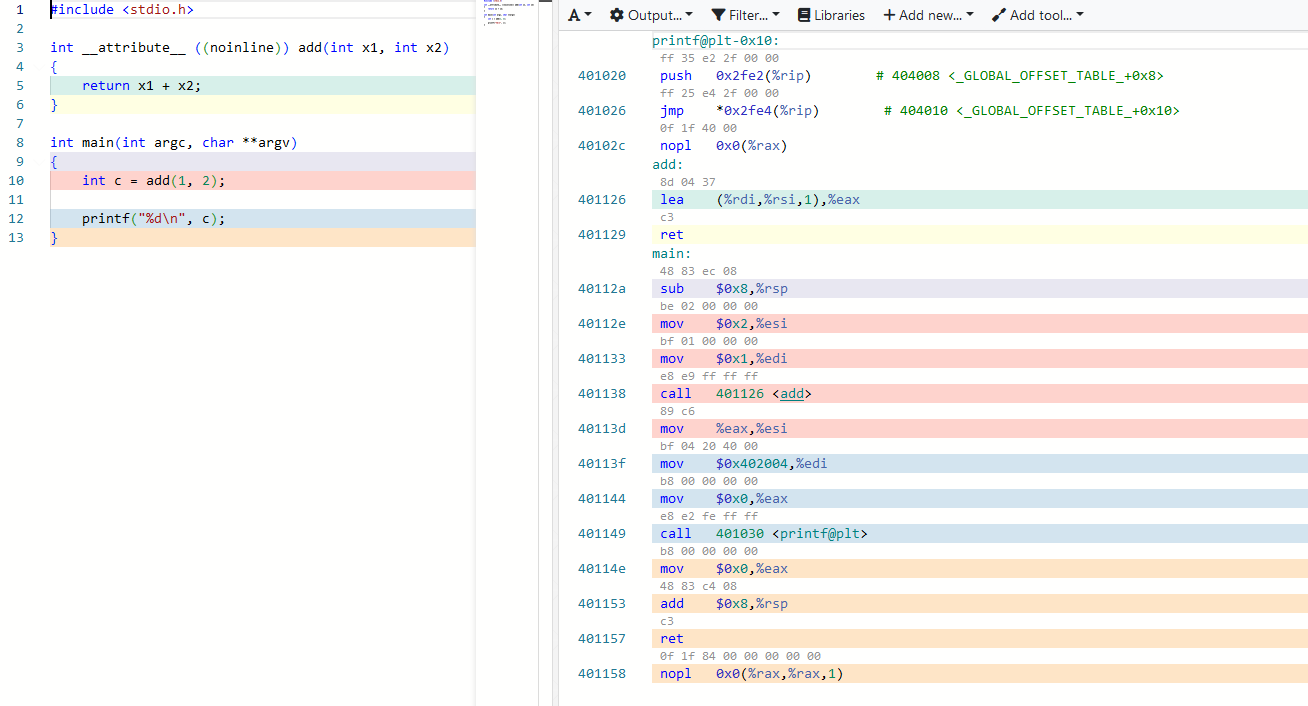 1 #include <stdio.h>
2
3 int __attribute__ ((noinline)) add(int x1, int x2)
4 {
5     return x1 + x2;
6 }
7
8 int main(int argc, char **argv)
9 {
10     int c = add(1, 2);
11
12     printf("%d\n", c);
13 }
A Output... Filter... Libraries + Add new... Add tool...
printf@plt-0x10:
ff 35 e2 2f 00 00
401020 push 0x2fe2(%rip) # 404008 <_GLOBAL_OFFSET_TABLE_+0x8>
ff 25 e4 2f 00 00
401026 jmp *0x2fe4(%rip) # 404010 <_GLOBAL_OFFSET_TABLE_+0x10>
0f 1f 40 00
40102c nopl 0x0(%rax)
add:
8d 04 37
401126 lea (%rdi,%rsi,1),%eax
c3
401129 ret
main:
48 83 ec 08
40112a sub $0x8,%rsp
be 02 00 00 00
40112e mov $0x2,%esi
bf 01 00 00 00
401133 mov $0x1,%edi
e8 e9 ff ff ff
401138 call 401126 <add>
89 c6
40113d mov %eax,%esi
bf 04 20 40 00
40113f mov $0x402004,%edi
b8 00 00 00 00
401144 mov $0x0,%eax
e8 e2 fe ff ff
401149 call 401030 <printf@plt>
b8 00 00 00 00
40114e mov $0x0,%eax
48 83 c4 08
401153 add $0x8,%rsp
c3
401157 ret
0f 1f 84 00 00 00 00 00
401158 nopl 0x0(%rax,%rax,1)